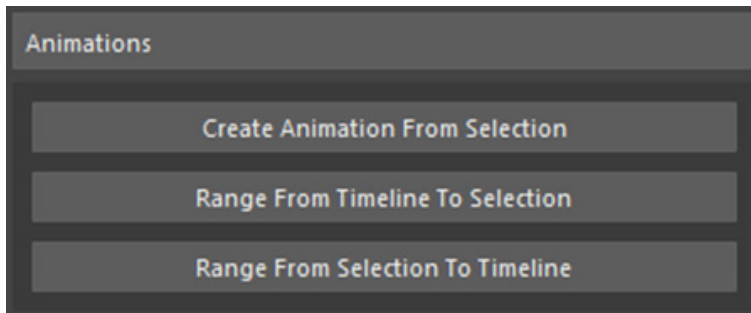 Animations
Create Animation From Selection
Range From Timeline To Selection
Range From Selection To Timeline